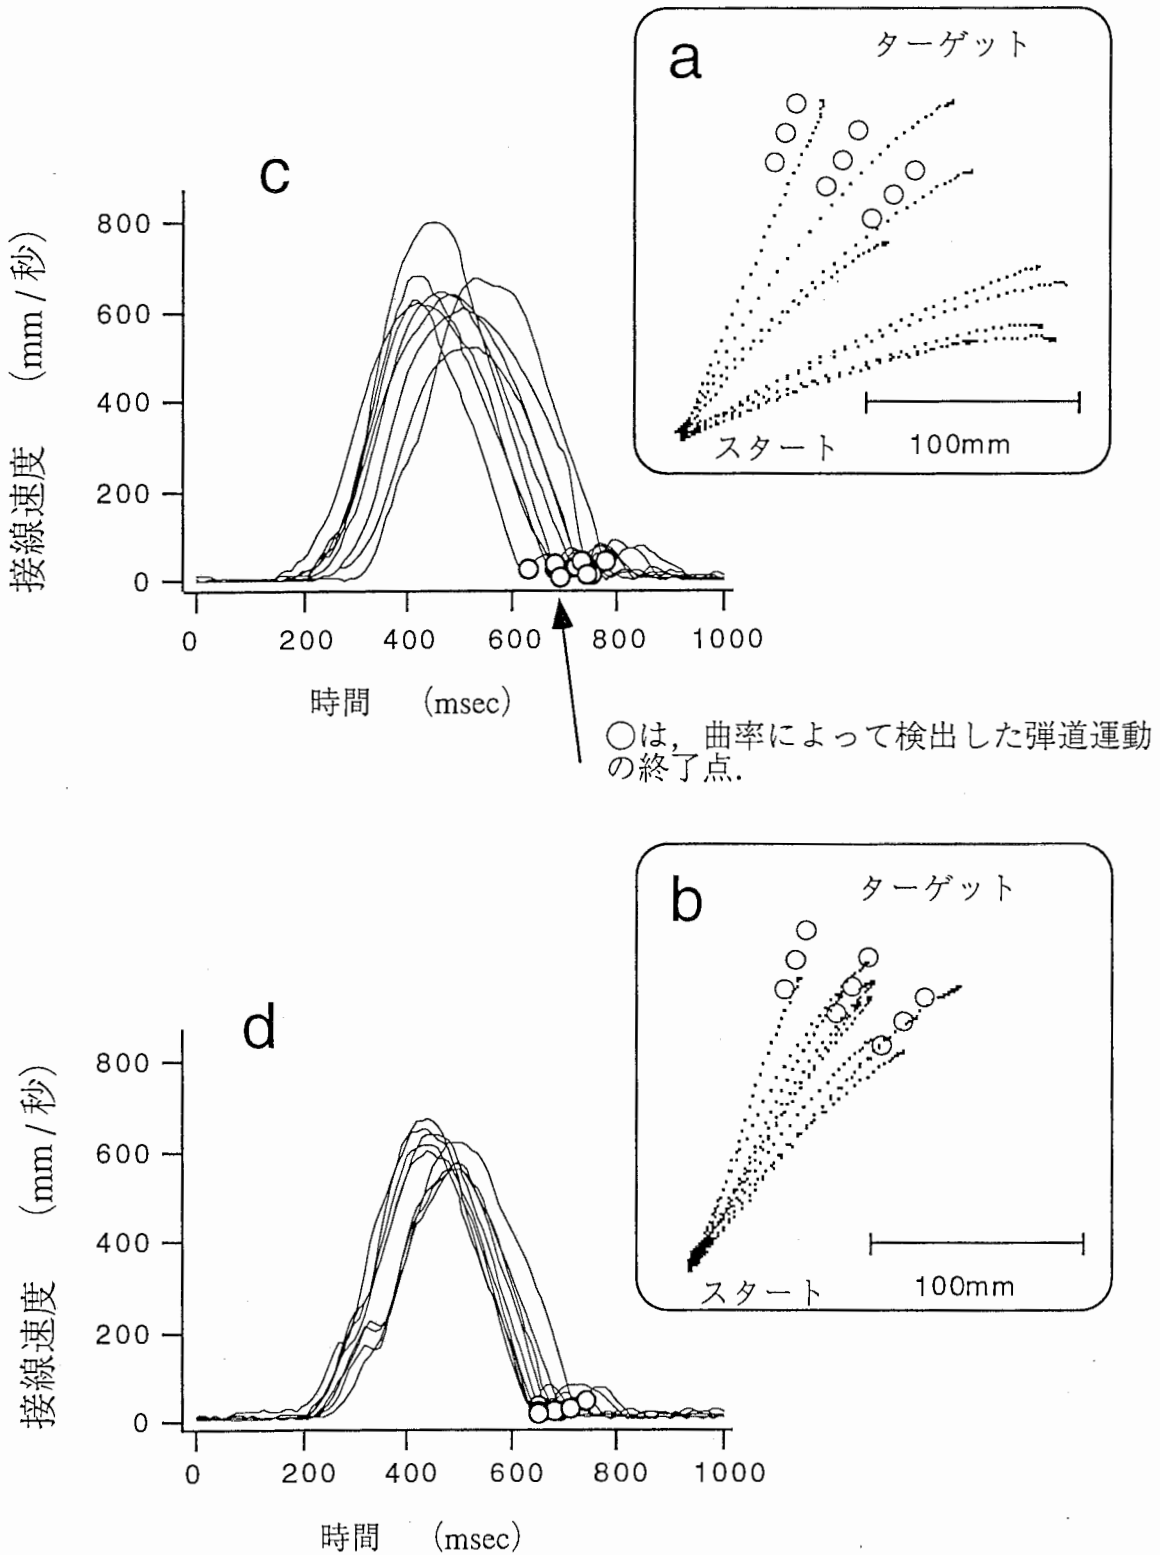 a
ターゲット
スタート
100mm
c
接線速度 (mm/秒)
800
600
400
200
0
0 200 400 600 800 1000
時間 (msec)
○は，曲率によって検出した弾道運動
の終了点.
b
ターゲット
スタート
100mm
d
接線速度 (mm/秒)
800
600
400
200
0
0 200 400 600 800 1000
時間 (msec)